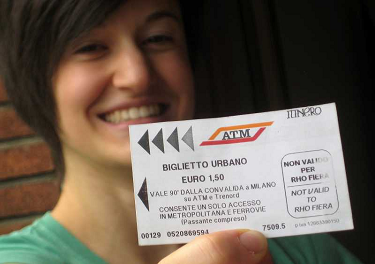 ITINERO
ATM
BIGLIETTO URBANO
EURO 1,50
VALE 90' DALLA CONVALIDA a MILANO
su ATM e Trenord
CONSENTE UN SOLO ACCESSO
IN METROPOLITANA E FERROVIE
(Passante compreso)
NON VALIDO
PER
RHO FIERA
NOT VALID
TO
RHO FIERA
00129 0520869594 7509.5